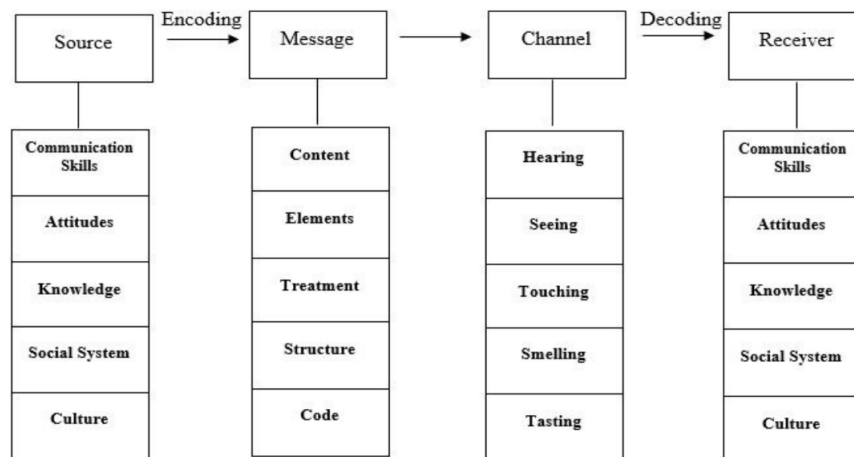 Encoding
Decoding
Source
Message
Channel
Receiver
Communication
Skills
Attitudes
Knowledge
Social System
Culture
Content
Elements
Treatment
Structure
Code
Hearing
Seeing
Touching
Smelling
Tasting
Communication
Skills
Attitudes
Knowledge
Social System
Culture